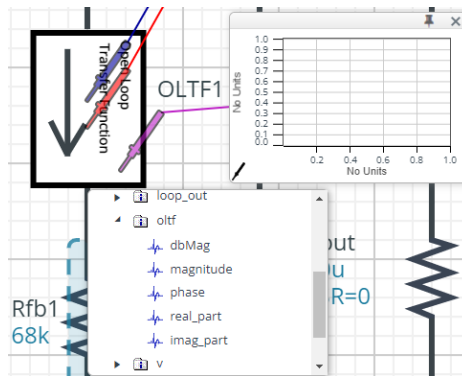 Open Loop
Transfer Function
OLTF1
No Units
1.0
0.9
0.8
0.7
0.6
0.5
0.4
0.3
0.2
0.1
0.0
0.2 0.4 0.6 0.8 1.0
No Units
loop_out
oltf
dbMag
magnitude
phase
real_part
imag_part
v
Rfb1
68k
out
0u
R=0